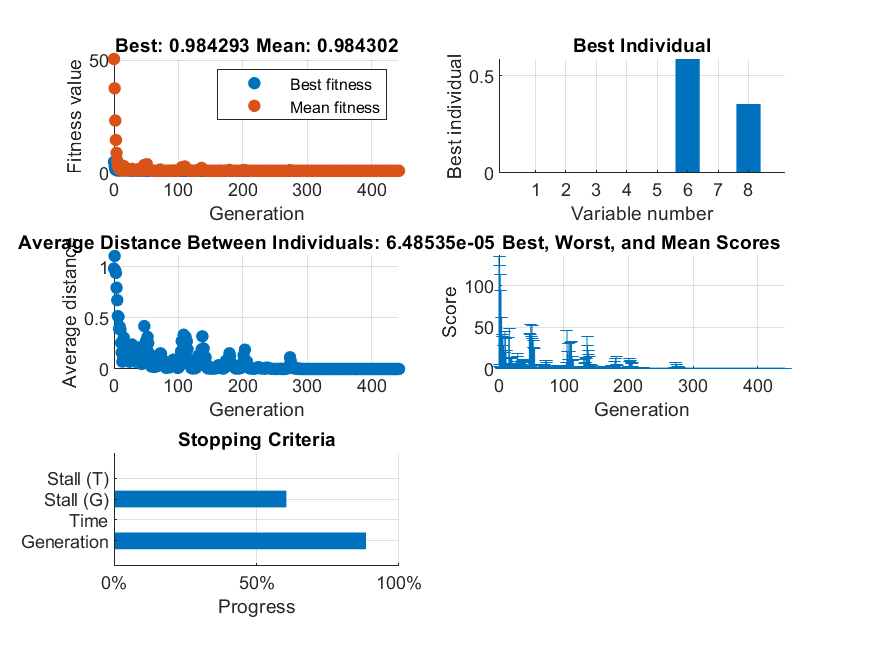 Best: 0.984293 Mean: 0.984302
Fitness value
50
0
Best fitness
Mean fitness
0 100 200 300 400
Generation
Best Individual
Best individual
0.5
0
1 2 3 4 5 6 7 8
Variable number
Average Distance Between Individuals: 6.48535e-05
Average distance
1
0.5
0
0 100 200 300 400
Generation
Best, Worst, and Mean Scores
Score
100
50
0
0 100 200 300 400
Generation
Stopping Criteria
Stall (T)
Stall (G)
Time
Generation
0% 50% 100%
Progress